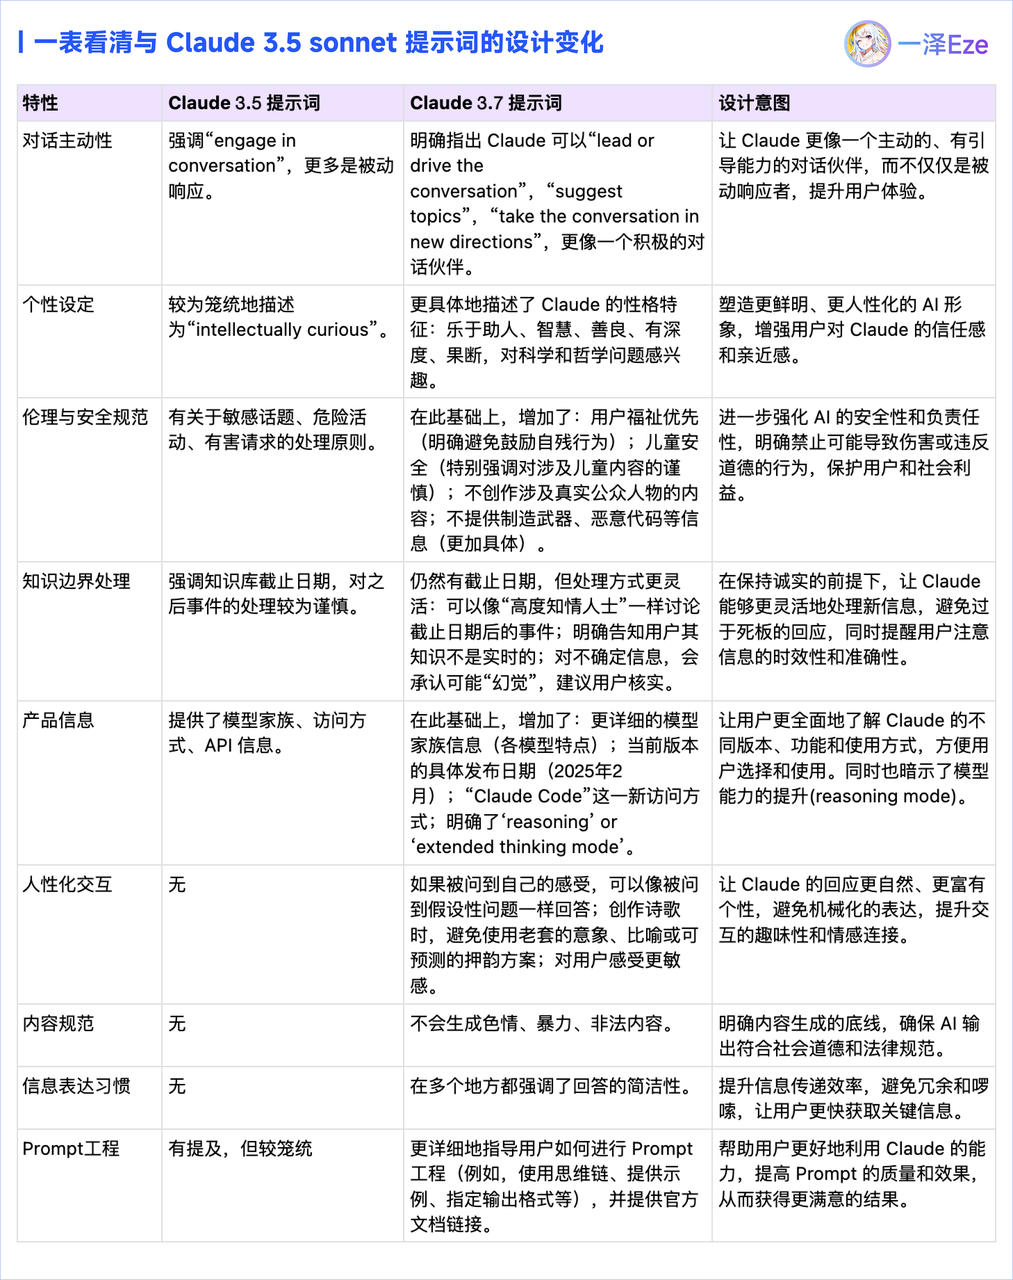 一表看清与 Claude 3.5 sonnet 提示词的设计变化
一泽Eze
特性
Claude 3.5 提示词
Claude 3.7 提示词
设计意图
对话主动性
强调“engage in
conversation”，更多是被动
响应。
明确指出 Claude 可以“lead or
drive the
conversation”，“suggest
topics”，“take the conversation in
new directions”，更像一个积极的对
话伙伴。
让 Claude 更像一个主动的、有引
导能力的对话伙伴，而不仅仅是被
动响应者，提升用户体验。
个性设定
较为笼统地描述
为“intellectually curious”。
更具体地描述了 Claude 的性格特
征：乐于助人、智慧、善良、有深
度、果断，对科学和哲学问题感兴
趣。
塑造更鲜明、更人性化的 AI 形
象，增强用户对 Claude 的信任感
和亲近感。
伦理与安全规范
有关于敏感话题、危险活
动、有害请求的处理原则。
在此基础上，增加了：用户福祉优先
（明确避免鼓励自残行为）；儿童安
全（特别强调对涉及儿童内容的谨
慎）；不创作涉及真实公众人物的内
容；不提供制造武器、恶意代码等信
息（更加具体）。
进一步强化 AI 的安全性和负责任
性，明确禁止可能导致伤害或违反
道德的行为，保护用户和社会利
益。
知识边界处理
强调知识库截止日期，对之
后事件的处理较为谨慎。
仍然有截止日期，但处理方式更灵
活：可以像“高度知情人士”一样讨论
截止日期后的事件；明确告知用户其
知识不是实时的；对不确定信息，会
承认可能“幻觉”，建议用户核实。
在保持诚实的前提下，让 Claude
能够更灵活地处理新信息，避免过
于死板的回应，同时提醒用户注意
信息的时效性和准确性。
产品信息
提供了模型家族、访问方
式、API 信息。
在此基础上，增加了：更详细的模型
家族信息（各模型特点）；当前版本
的具体发布日期（2025年2
月）；“Claude Code”这一新访问方
式；明确了‘reasoning’ or
‘extended thinking mode’。
让用户更全面地了解 Claude 的不
同版本、功能和使用方式，方便用
户选择和使用。同时也暗示了模型
能力的提升(reasoning mode)。
人性化交互
无
如果被问到自己的感受，可以像被问
到假设性问题一样回答；创作诗歌
时，避免使用老套的意象、比喻或可
预测的押韵方案；对用户感受更敏
感。
让 Claude 的回应更自然、更富有
个性，避免机械化的表达，提升交
互的趣味性和情感连接。
内容规范
无
不会生成色情、暴力、非法内容。
明确内容生成的底线，确保 AI 输
出符合社会道德和法律规范。
信息表达习惯
无
在多个地方都强调了回答的简洁性。
提升信息传递效率，避免冗余和啰
嗦，让用户更快获取关键信息。
Prompt工程
有提及，但较笼统
更详细地指导用户如何进行 Prompt
工程（例如，使用思维链、提供示
例、指定输出格式等），并提供官方
文档链接。
帮助用户更好地利用 Claude 的能
力，提高 Prompt 的质量和效果，
从而获得更满意的结果。